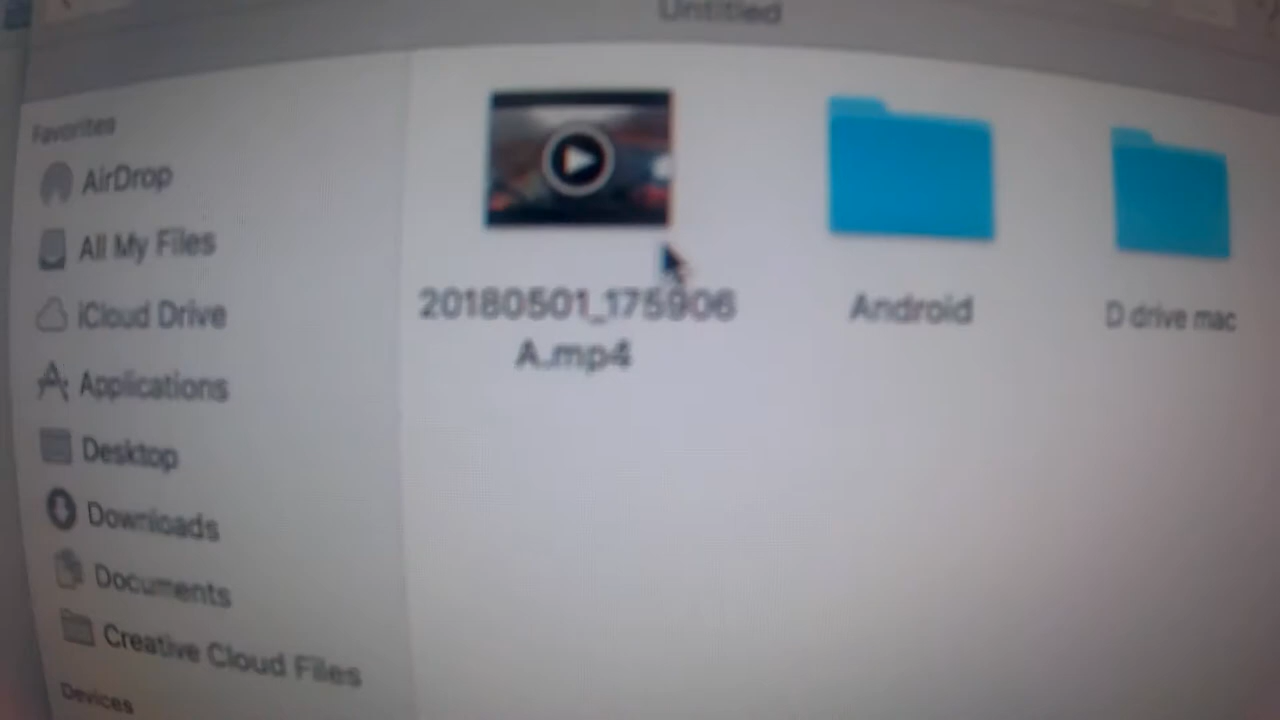 Untitled
Favorites
AirDrop
All My Files
iCloud Drive
Applications
Desktop
Downloads
Documents
Creative Cloud Files
Devices
20180501_175906
A.mp4
Android
D drive mac